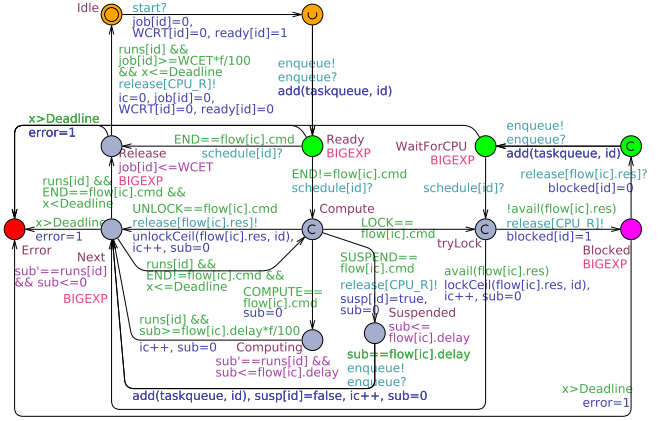 Idle
start?
job[id]=0,
WCRT[id]=0, ready[id]=1
U
runs[id] &&
job[id]>=WCET*f/100
&& x<=Deadline
release[CPU_R]!
ic=0, job[id]=0,
WCRT[id]=0, ready[id]=0
enqueue!
enqueue?
add(taskqueue, id)
x>Deadline
error=1
END==flow[ic].cmd
schedule[id]?
Ready
BIGEXP
WaitForCPU
BIGEXP
enqueue!
enqueue?
add(taskqueue, id)
C
Release
job[id]<=WCET
BIGEXP
END!=flow[ic].cmd
schedule[id]?
schedule[id]?
release[flow[ic].res]?
blocked[id]=0
runs[id] &&
END==flow[ic].cmd &&
x<=Deadline
UNLOCK==flow[ic].cmd
release[flow[ic].res]!
unlockCeil(flow[ic].res, id),
ic++, sub=0
Compute
C
LOCK==
flow[ic].cmd
tryLock
C
!avail(flow[ic].res)
release[CPU_R]!
blocked[id]=1
Blocked
BIGEXP
x>Deadline
error=1
Error
Next
sub'==runs[id]
&& sub<=0
BIGEXP
runs[id] &&
END!=flow[ic].cmd &&
x<=Deadline
SUSPEND==
flow[ic].cmd
release[CPU_R]!
susp[id]=true,
sub=0
avail(flow[ic].res)
lockCeil(flow[ic].res, id),
ic++, sub=0
COMPUTE==
flow[ic].cmd
sub=0
Suspended
sub<=
flow[ic].delay
runs[id] &&
sub>=flow[ic].delay*f/100
ic++, sub=0
Computing
sub'==runs[id] &&
sub<=flow[ic].delay
sub==flow[ic].delay
enqueue!
enqueue?
add(taskqueue, id), susp[id]=false, ic++, sub=0
x>Deadline
error=1